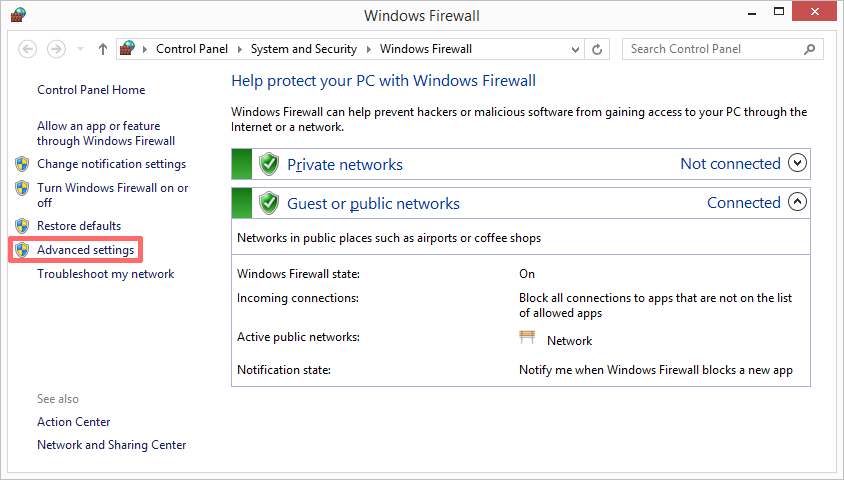 Windows Firewall
Control Panel
System and Security
Windows Firewall
Search Control Panel
Control Panel Home
Allow an app or feature
through Windows Firewall
Change notification settings
Turn Windows Firewall on or
off
Restore defaults
Advanced settings
Troubleshoot my network
See also
Action Center
Network and Sharing Center
Help protect your PC with Windows Firewall
Windows Firewall can help prevent hackers or malicious software from gaining access to your PC through the
Internet or a network.
Private networks Not connected
Guest or public networks Connected
Networks in public places such as airports or coffee shops
Windows Firewall state: On
Incoming connections: Block all connections to apps that are not on the list
of allowed apps
Active public networks: Network
Notification state: Notify me when Windows Firewall blocks a new app